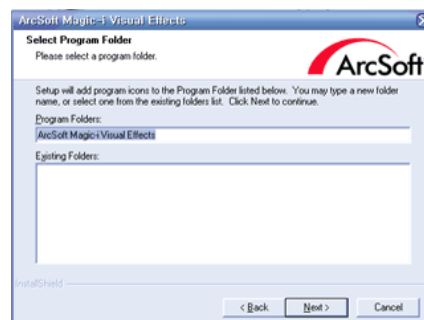 ArcSoft Magic-i Visual Effects
Select Program Folder
Please select a program folder.
ArcSoft
Setup will add program icons to the Program Folder listed below. You may type a new folder
name, or select one from the existing folders list. Click Next to continue.
Program Folders:
ArcSoft Magic-i Visual Effects
Existing Folders:
InstallShield
< Back
Next >
Cancel